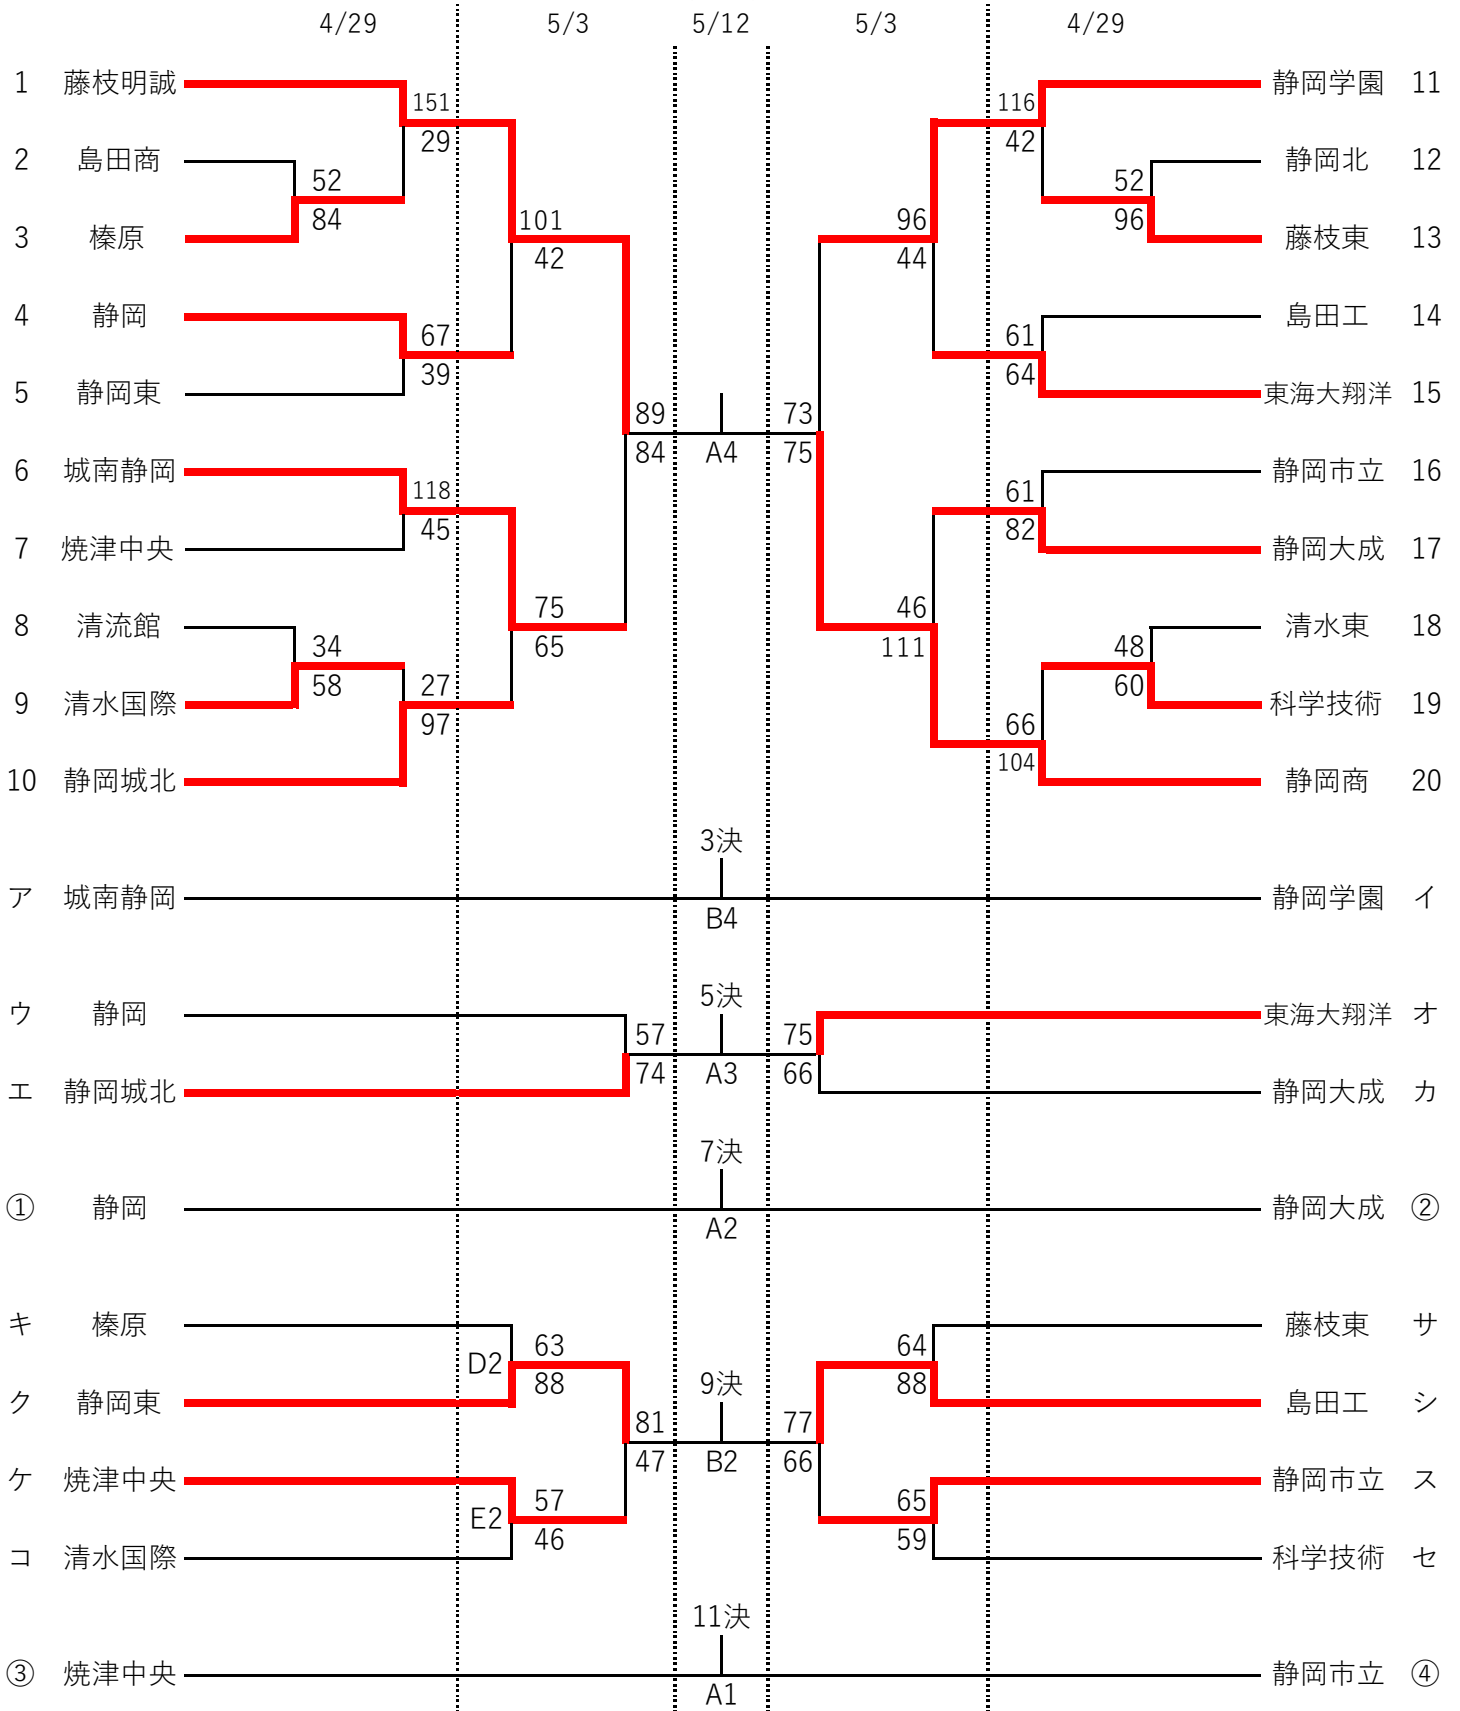 4/29 5/3 5/12 5/3 4/29
1 藤枝明誠 151 116 静岡学園 11
29 42
2 島田商 52 52 静岡北 12
3 榛原 84 101 96 96 藤枝東 13
42 44
4 静岡 67 61 島田工 14
5 静岡東 39 64 東海大翔洋 15
89 73
84 A4 75
6 城南静岡 118 61 静岡市立 16
7 焼津中央 45 82 静岡大成 17
75 46
8 清流館 34 65 111 48 清水東 18
9 清水国際 58 27 60 科学技術 19
97 66
10 静岡城北 104 静岡商 20
3決
ア 城南静岡 静岡学園 イ
B4
5決
ウ 静岡 57 75 東海大翔洋 オ
エ 静岡城北 74 A3 66 静岡大成 カ
7決
① 静岡 静岡大成 ②
A2
キ 榛原 63 64 藤枝東 サ
D2 88 9決 88
ク 静岡東 島田工 シ
81 77
47 B2 66
ケ 焼津中央 57 65 静岡市立 ス
E2 46 59
コ 清水国際 科学技術 セ
11決
③ 焼津中央 静岡市立 ④
A1